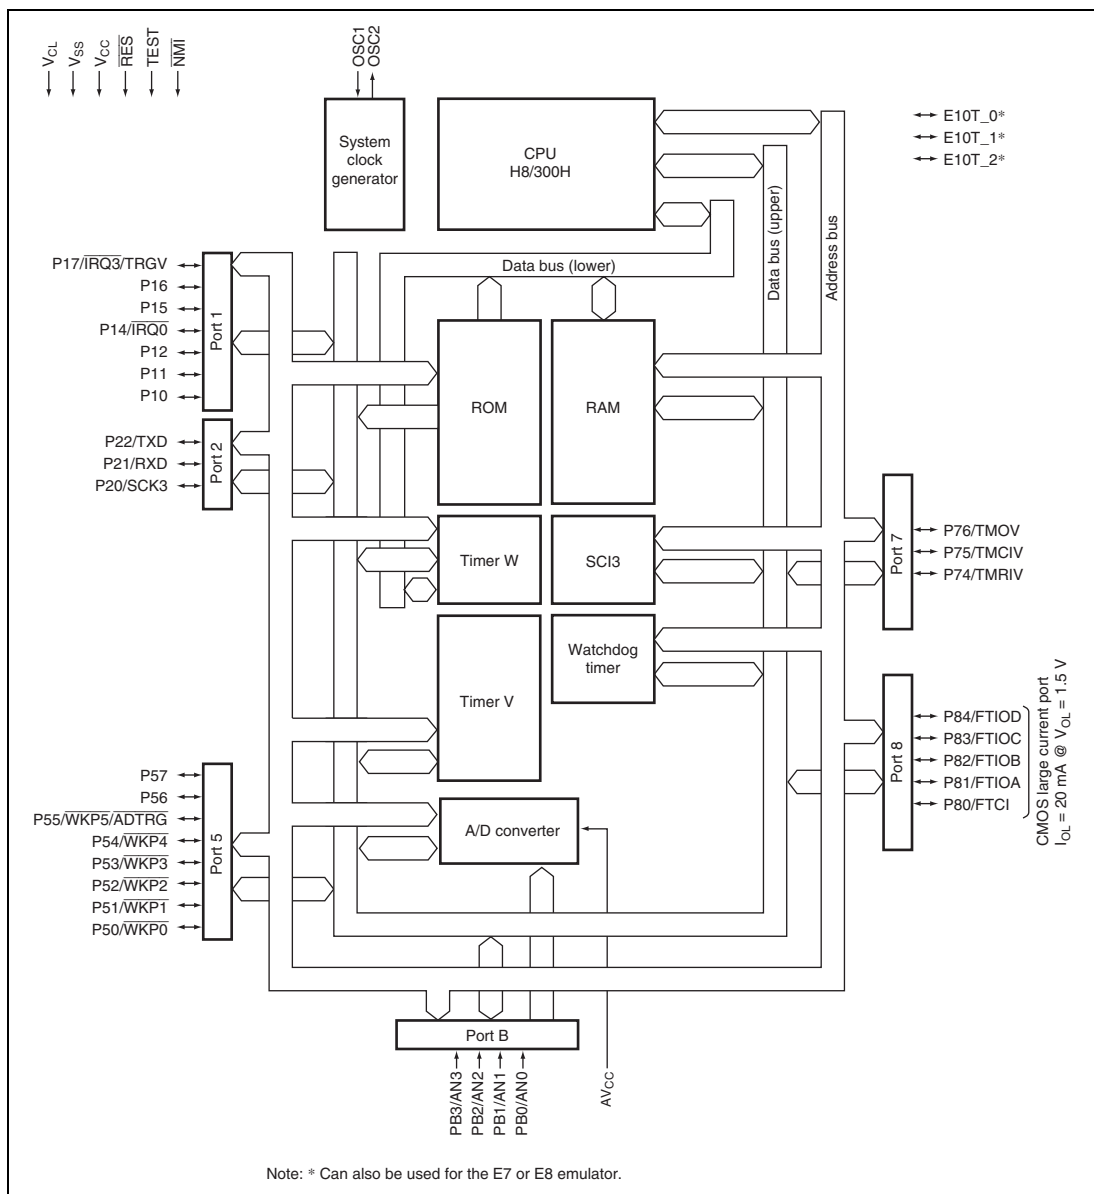 VCL
VSS
VCC
RES
TEST
NMI
OSC1
OSC2
System
clock
generator
CPU
H8/300H
E10T_0*
E10T_1*
E10T_2*
Data bus (lower)
Data bus (upper)
Address bus
P17/IRQ3/TRGV
P16
P15
P14/IRQ0
P12
P11
P10
Port 1
P22/TXD
P21/RXD
P20/SCK3
Port 2
ROM
RAM
Timer W
SCI3
Timer V
Watchdog
timer
A/D converter
Port 7
P76/TMOV
P75/TMCIV
P74/TMRIV
Port 8
P84/FTIOD
P83/FTIOC
P82/FTIOB
P81/FTIOA
P80/FTCI
CMOS large current port
IOL = 20 mA @ VOL = 1.5 V
P57
P56
P55/WKP5/ADTRG
P54/WKP4
P53/WKP3
P52/WKP2
P51/WKP1
P50/WKP0
Port 5
Port B
PB3/AN3
PB2/AN2
PB1/AN1
PB0/AN0
AVCC
Note: * Can also be used for the E7 or E8 emulator.